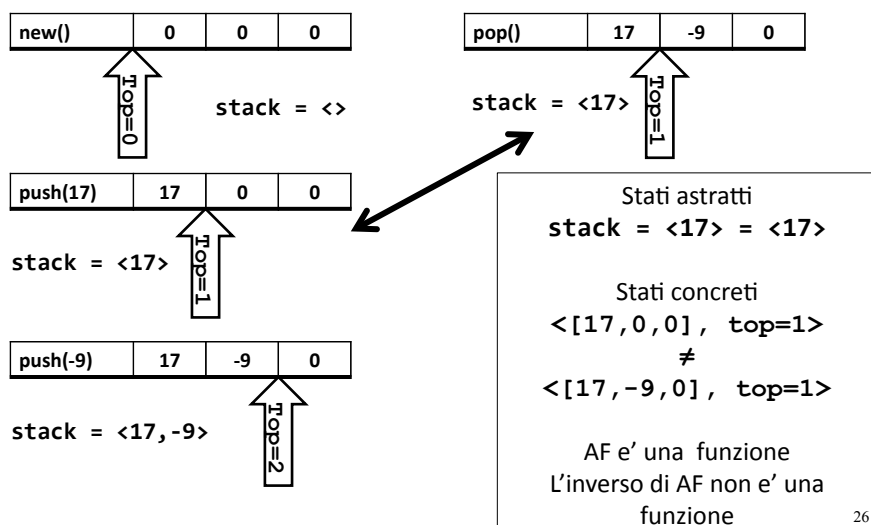 new() 0 0 0
Top=0
stack = <>
push(17) 17 0 0
Top=1
stack = <17>
push(-9) 17 -9 0
Top=2
stack = <17,-9>
pop() 17 -9 0
Top=1
stack = <17>
Stati astratti
stack = <17> = <17>
Stati concreti
<[17,0,0], top=1>
≠
<[17,-9,0], top=1>
AF e’ una funzione
L’inverso di AF non e’ una
funzione
26